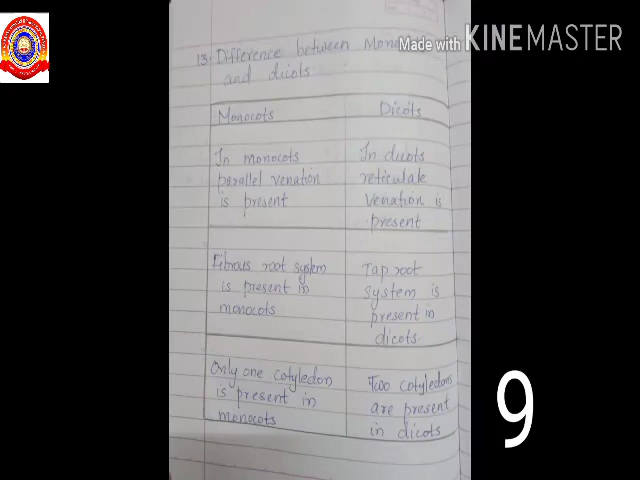 Made with KINEMASTER
13. Difference between Mono
and dicots
Monocots
Dicots
In monocots
parallel venation
is present
In dicots
reticulate
venation is
present
Fibrous root system
is present in
monocots
Tap root
system is
present in
dicots
Only one cotyledon
is present in
monocots
Two cotyledons
are present
in dicots
9